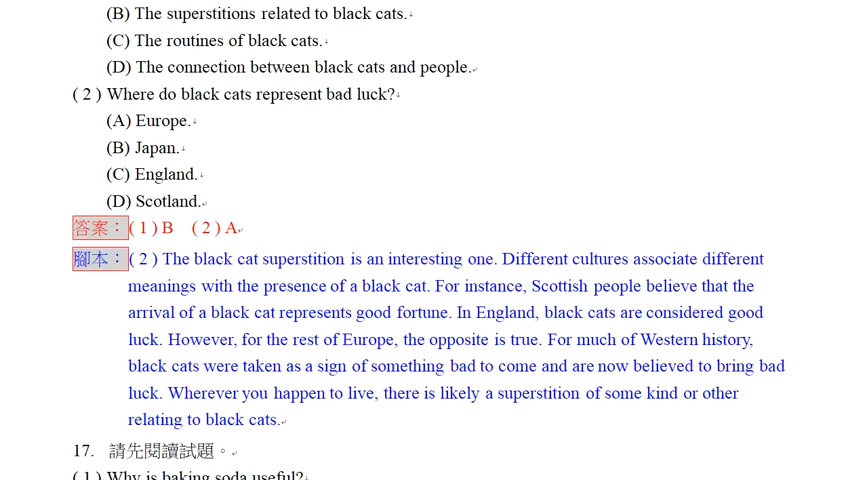 (B) The superstitions related to black cats.
(C) The routines of black cats.
(D) The connection between black cats and people.
( 2 ) Where do black cats represent bad luck?
(A) Europe.
(B) Japan.
(C) England.
(D) Scotland.
答案：( 1 ) B ( 2 ) A
腳本：( 2 ) The black cat superstition is an interesting one. Different cultures associate different
meanings with the presence of a black cat. For instance, Scottish people believe that the
arrival of a black cat represents good fortune. In England, black cats are considered good
luck. However, for the rest of Europe, the opposite is true. For much of Western history,
black cats were taken as a sign of something bad to come and are now believed to bring bad
luck. Wherever you happen to live, there is likely a superstition of some kind or other
relating to black cats.
17. 請先閱讀試題。
( 1 ) Why is baking soda useful?